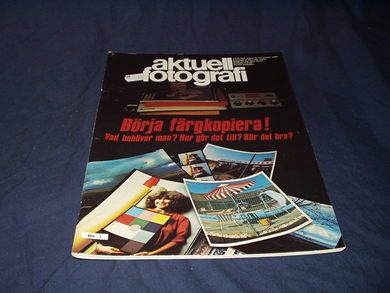 aktuell
fotografi
Börja färgkopiera!
Vad behöver man? Hur går det till? Blir det bra?